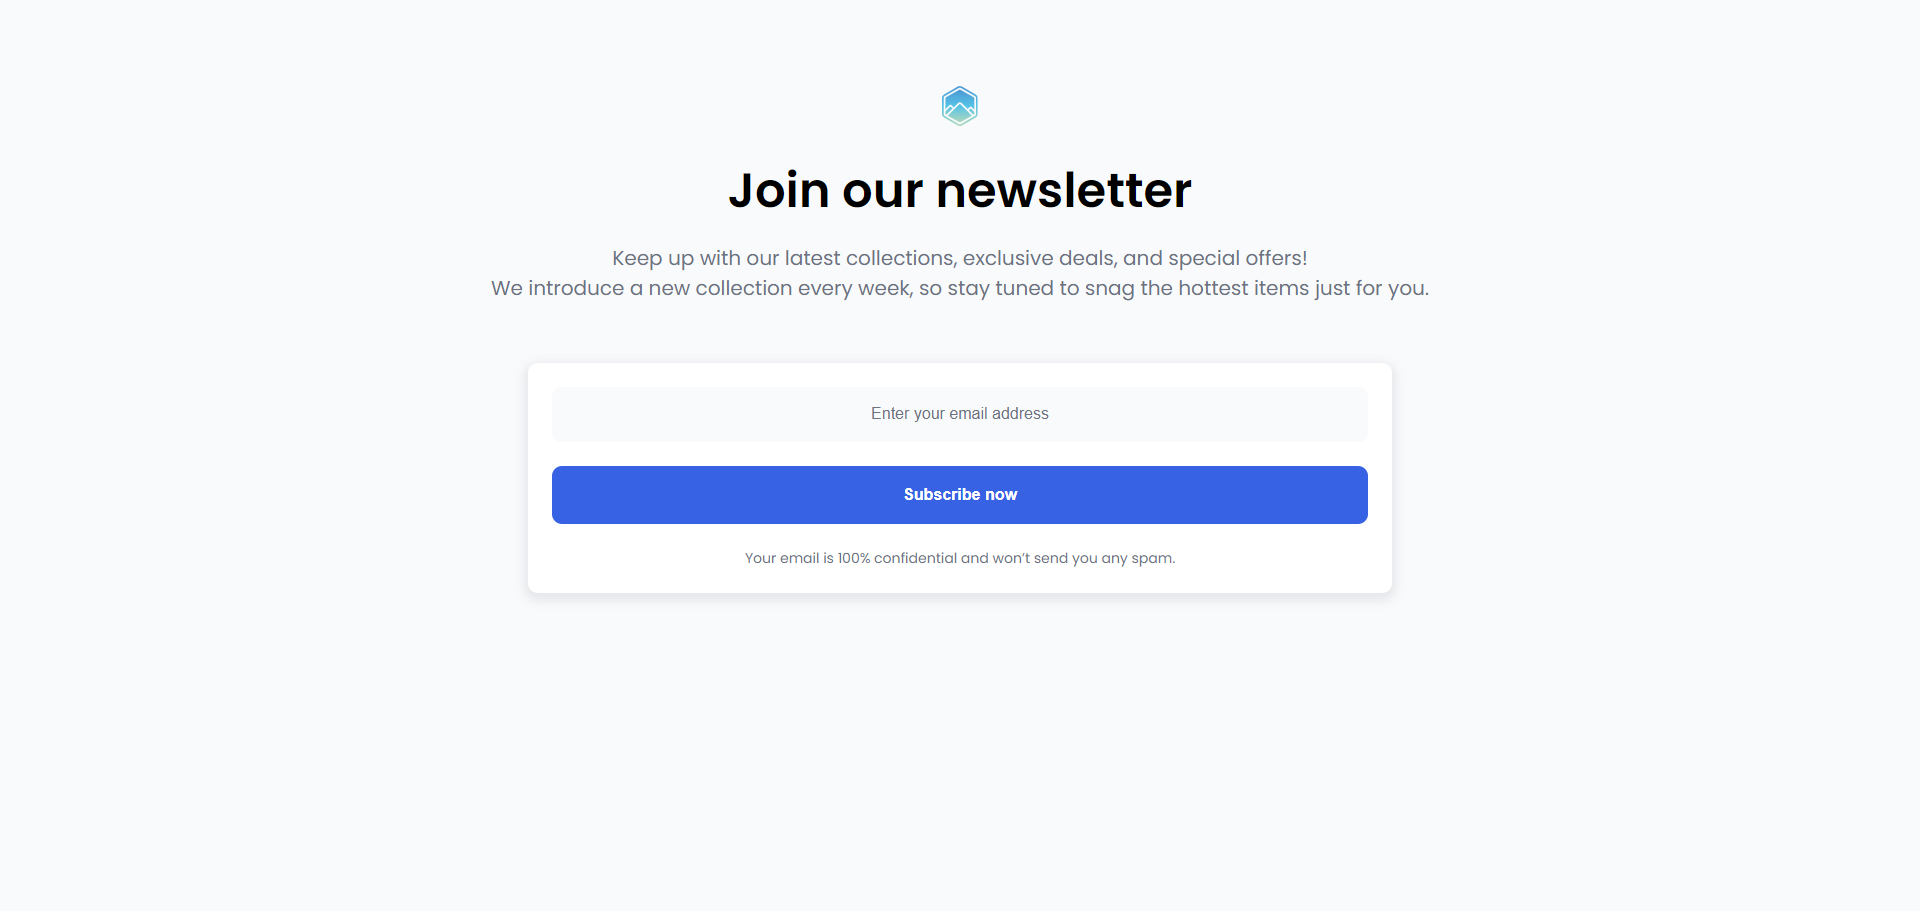 Join our newsletter
Keep up with our latest collections, exclusive deals, and special offers!
We introduce a new collection every week, so stay tuned to snag the hottest items just for you.
Enter your email address
Subscribe now
Your email is 100% confidential and won’t send you any spam.